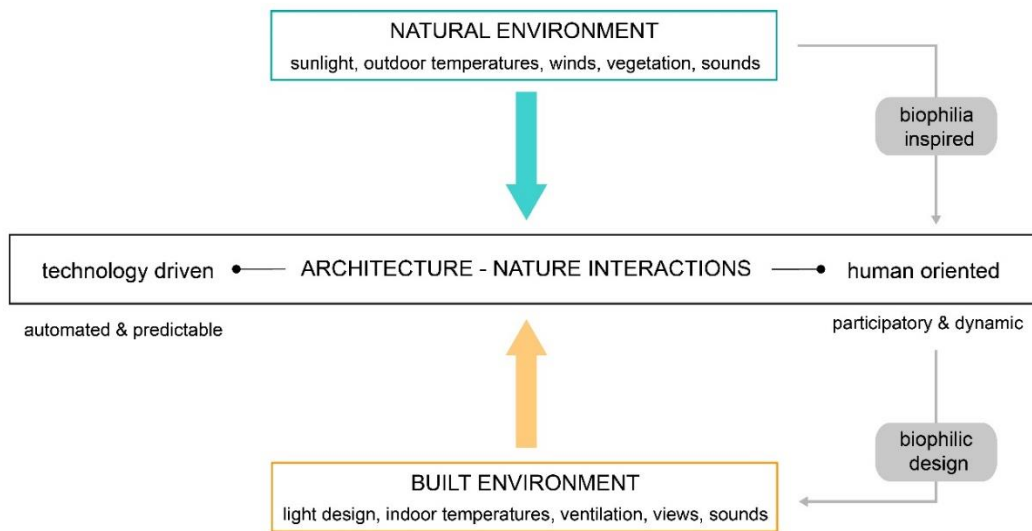 NATURAL ENVIRONMENT
sunlight, outdoor temperatures, winds, vegetation, sounds
biophilia
inspired
technology driven
ARCHITECTURE - NATURE INTERACTIONS
human oriented
automated & predictable
participatory & dynamic
biophilic
design
BUILT ENVIRONMENT
light design, indoor temperatures, ventilation, views, sounds